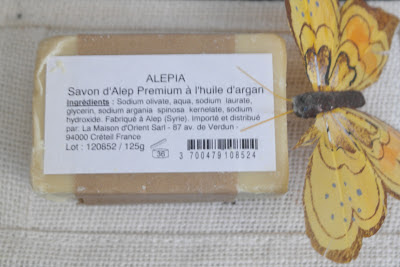 ALEPIA
Savon d'Alep Premium à l'huile d'argan
Ingrédients : Sodium olivate, aqua, sodium laurate,
glycerin, sodium argania spinosa kernelate, sodium
hydroxide. Fabriqué à Alep (Syrie). Importé et distribué
par: La Maison d'Orient Sarl - 87 av. de Verdun -
94000 Créteil France
Lot : 120852 / 125g
36
3 700479 108524